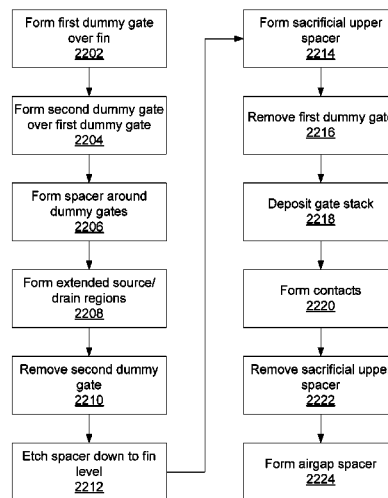 Form first dummy gate
over fin
2202
Form second dummy gate
over first dummy gate
2204
Form spacer around
dummy gates
2206
Form extended source/
drain regions
2208
Remove second dummy
gate
2210
Etch spacer down to fin
level
2212
Form sacrificial upper
spacer
2214
Remove first dummy gate
2216
Deposit gate stack
2218
Form contacts
2220
Remove sacrificial upper
spacer
2222
Form airgap spacer
2224